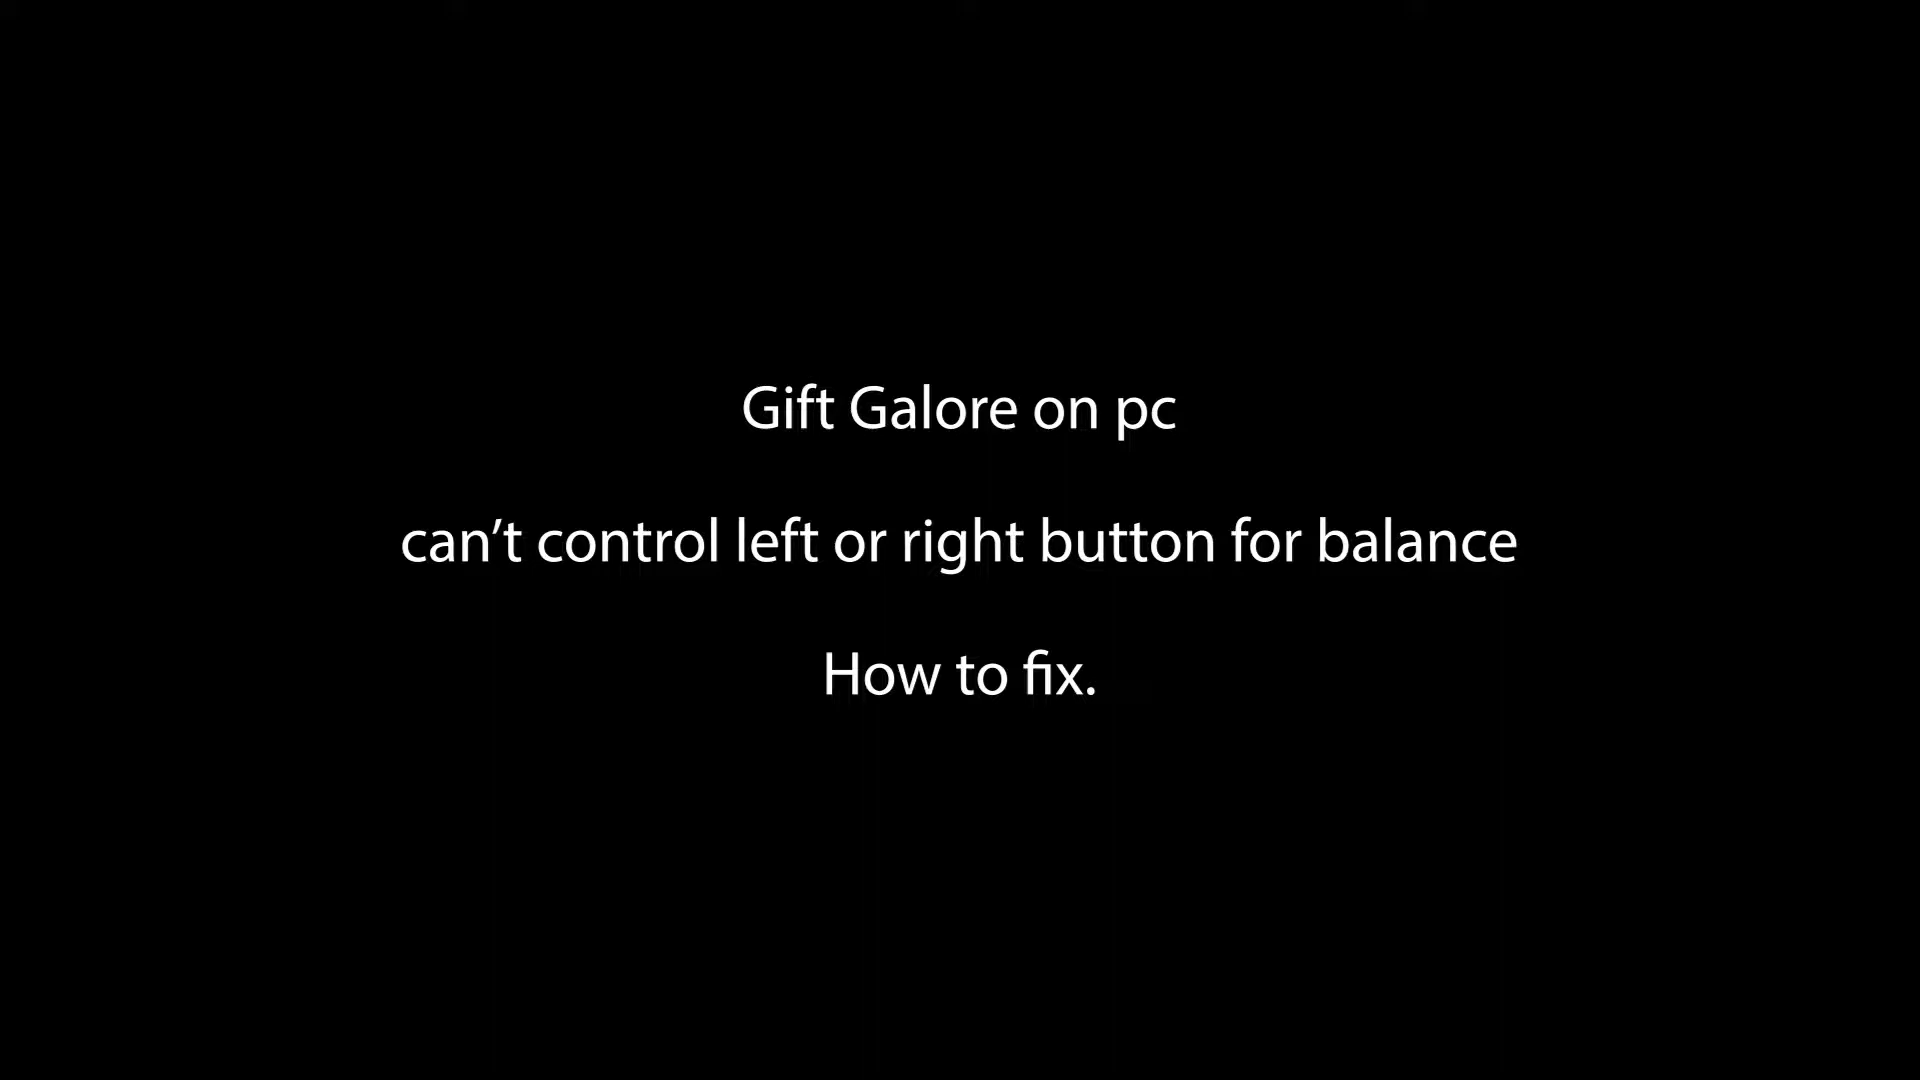 Gift Galore on pc
can’t control left or right button for balance
How to fix.